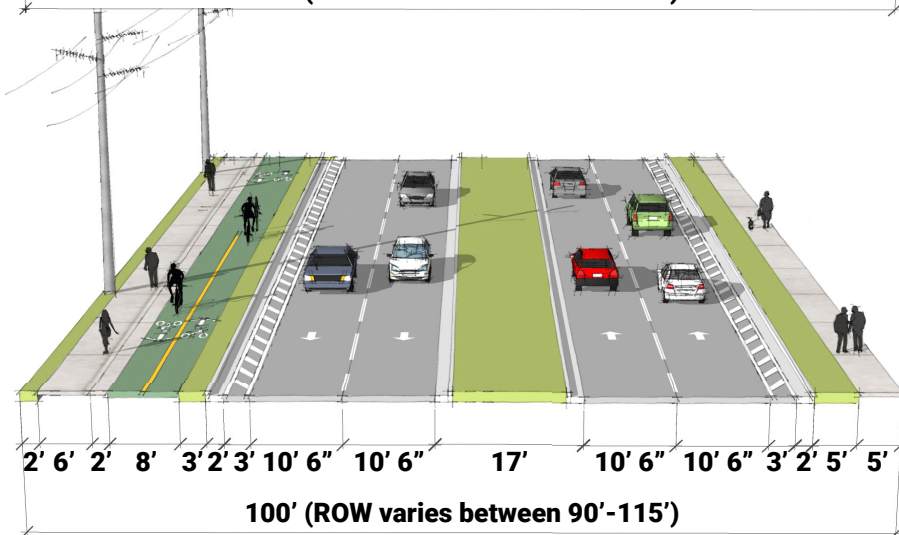 2’ 6’ 2’ 8’ 3’ 2’ 3’ 10’ 6” 10’ 6” 17’ 10’ 6” 10’ 6” 3’ 2’ 5’ 5’
100’ (ROW varies between 90’-115’)